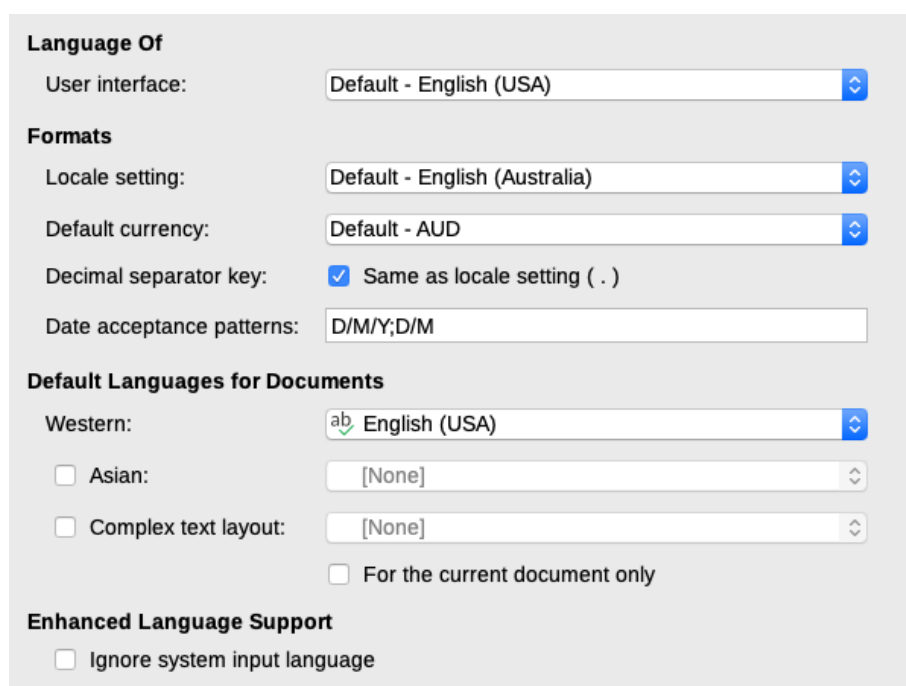 Language Of
User interface: Default - English (USA)
Formats
Locale setting: Default - English (Australia)
Default currency: Default - AUD
Decimal separator key: Same as locale setting ( . )
Date acceptance patterns: D/M/Y;D/M
Default Languages for Documents
Western: ab English (USA)
Asian: [None]
Complex text layout: [None]
For the current document only
Enhanced Language Support
Ignore system input language